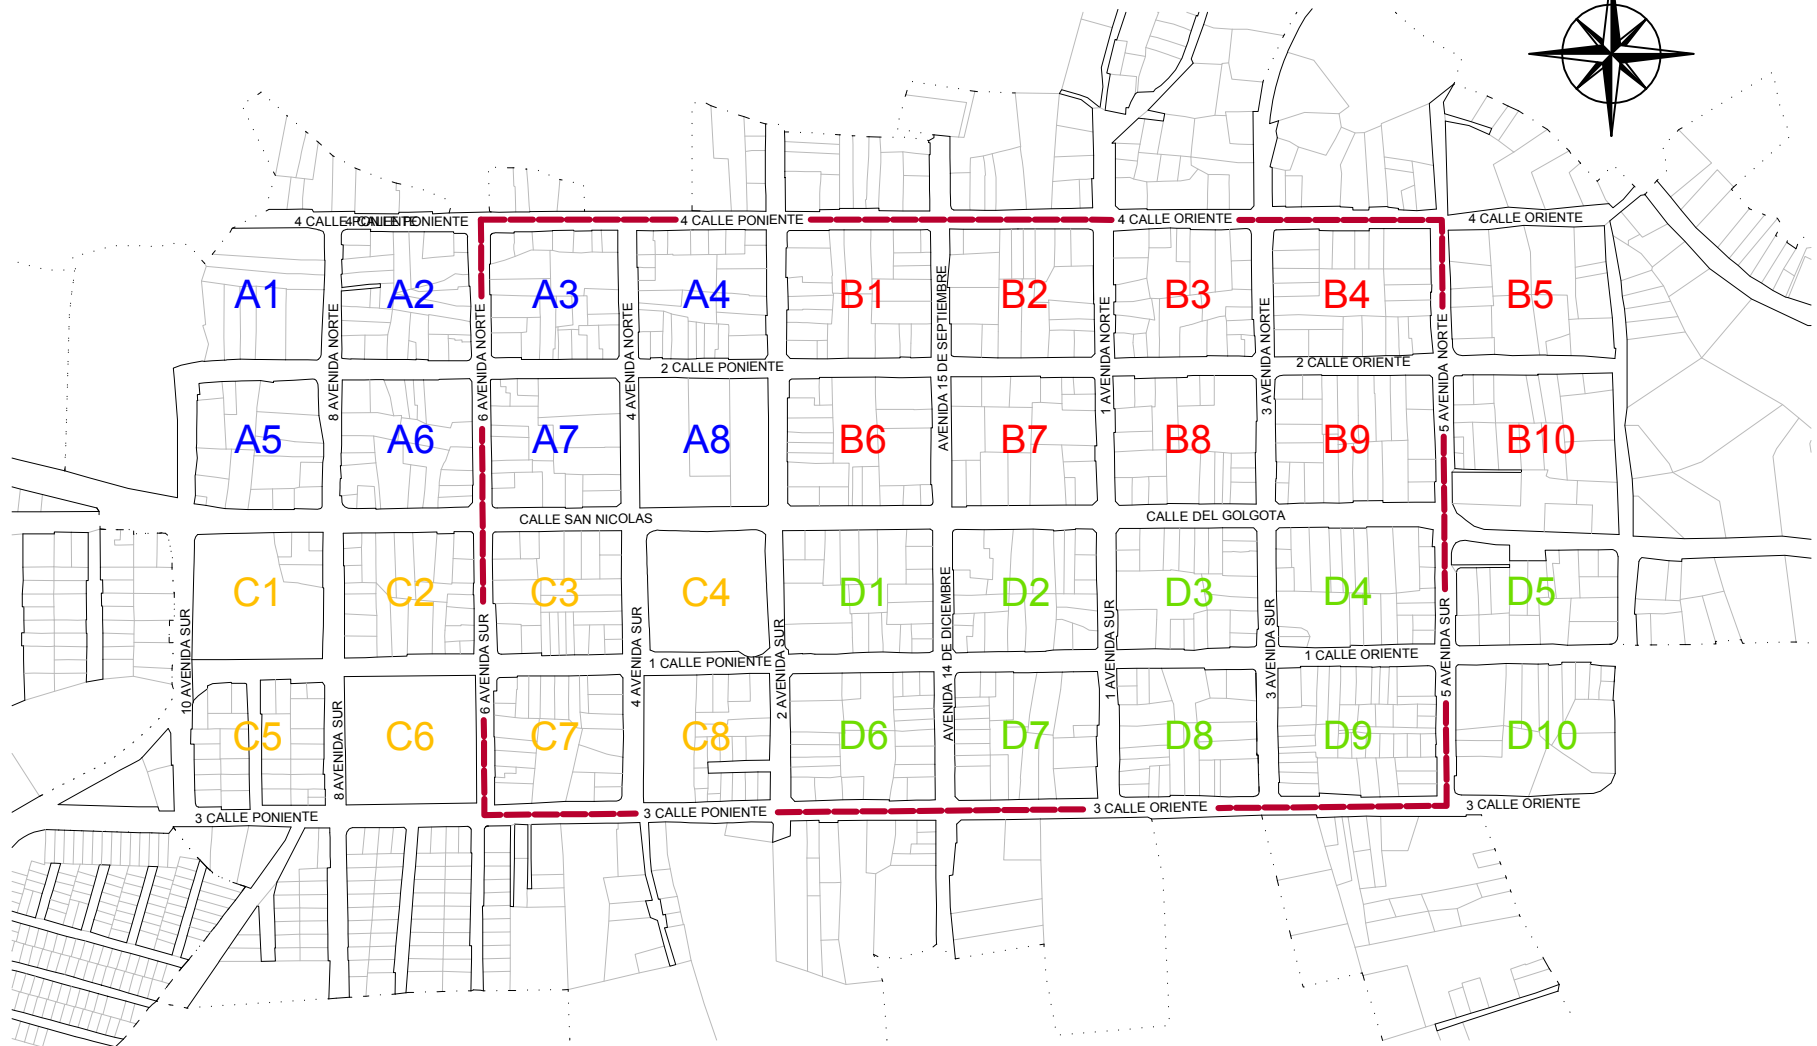 4 CALLE PONIENTE
4 CALLE PONIENTE
4 CALLE PONIENTE
4 CALLE ORIENTE
4 CALLE ORIENTE
A1
A2
A3
A4
B1
B2
B3
B4
B5
8 AVENIDA NORTE
6 AVENIDA NORTE
4 AVENIDA NORTE
AVENIDA 15 DE SEPTIEMBRE
1 AVENIDA NORTE
3 AVENIDA NORTE
5 AVENIDA NORTE
2 CALLE PONIENTE
2 CALLE ORIENTE
A5
A6
A7
A8
B6
B7
B8
B9
B10
CALLE SAN NICOLAS
CALLE DEL GOLGOTA
C1
C2
C3
C4
D1
D2
D3
D4
D5
10 AVENIDA SUR
8 AVENIDA SUR
6 AVENIDA SUR
4 AVENIDA SUR
2 AVENIDA SUR
AVENIDA 14 DE DICIEMBRE
1 AVENIDA SUR
3 AVENIDA SUR
5 AVENIDA SUR
1 CALLE PONIENTE
1 CALLE ORIENTE
C5
C6
C7
C8
D6
D7
D8
D9
D10
3 CALLE PONIENTE
3 CALLE PONIENTE
3 CALLE ORIENTE
3 CALLE ORIENTE